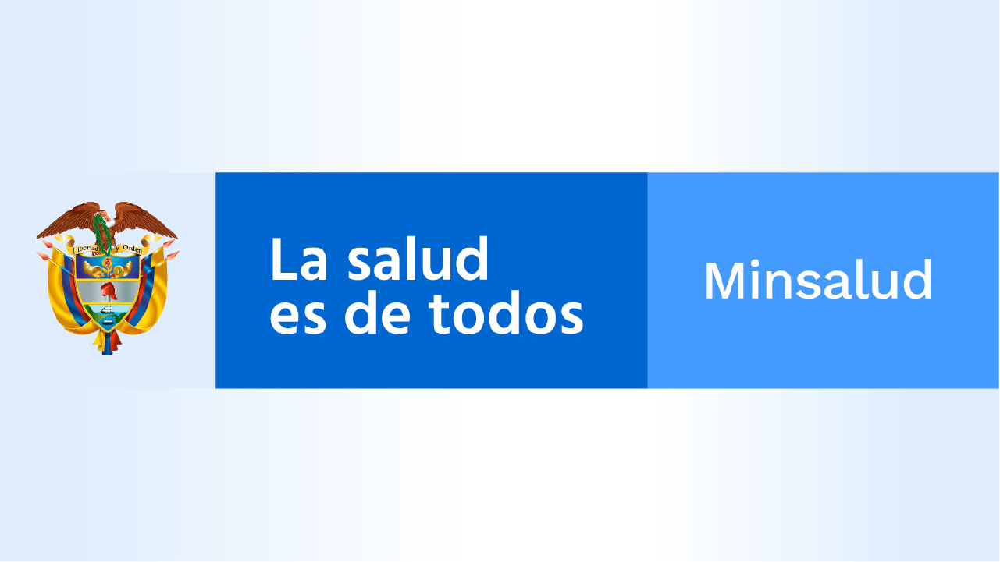 Libertad y Orden
La salud
es de todos
Minsalud